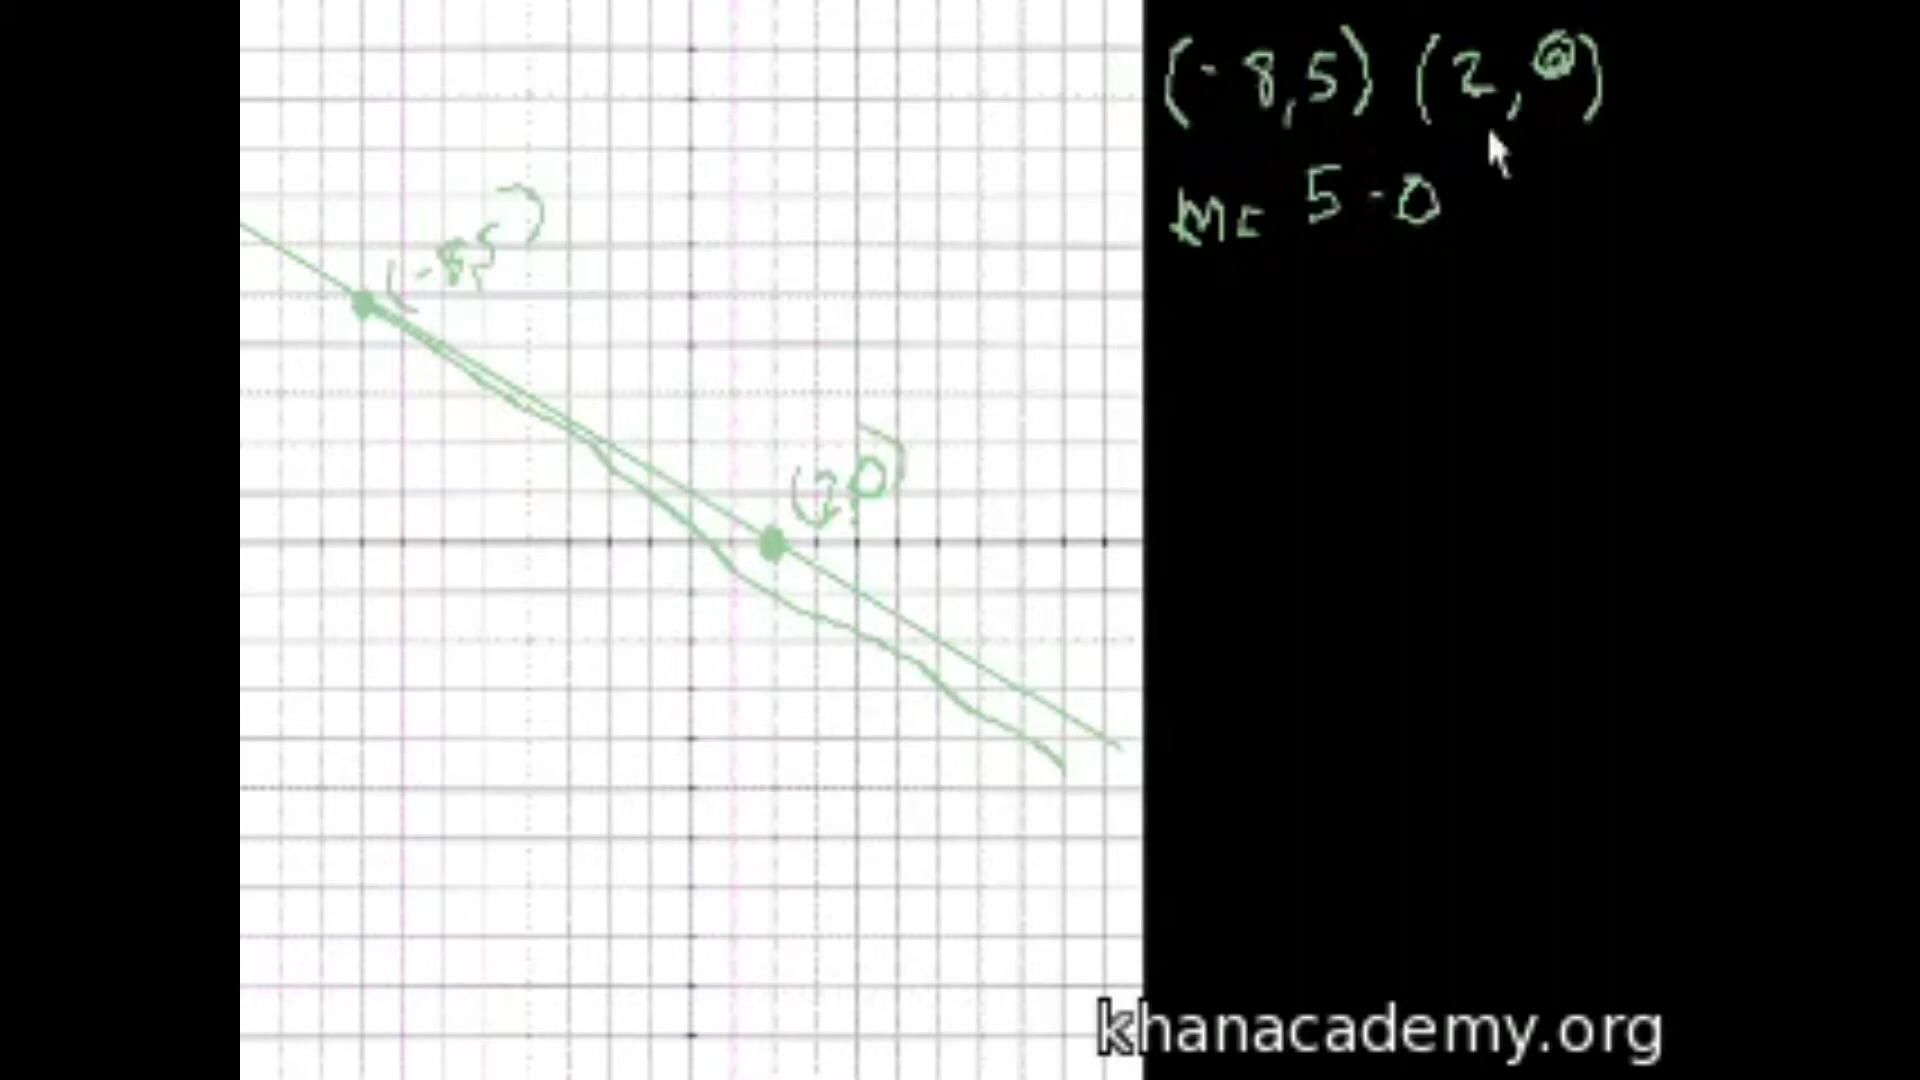 (-8,5) (2,0)
m= 5-0
(-8,5)
(2,0)
khanacademy.org